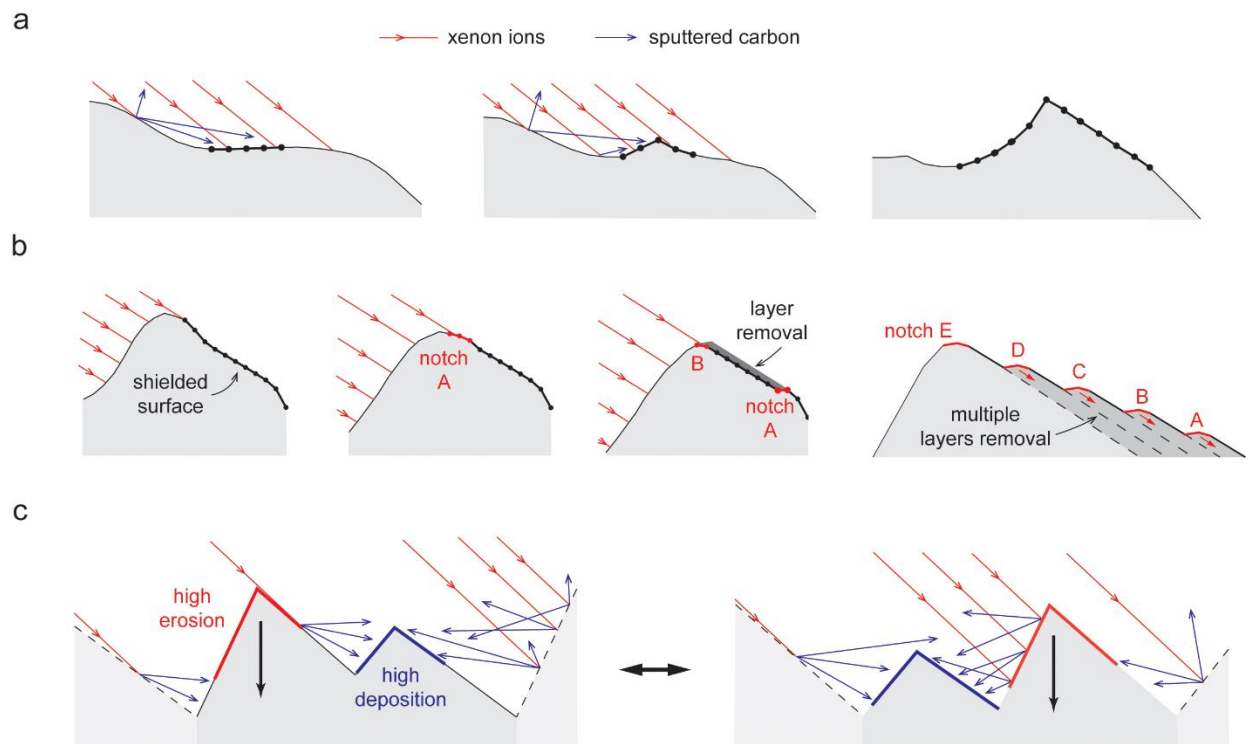 a
xenon ions
sputtered carbon
b
shielded
surface
notch
A
layer
removal
B
notch
A
notch E
D
C
B
A
multiple
layers removal
c
high
erosion
high
deposition